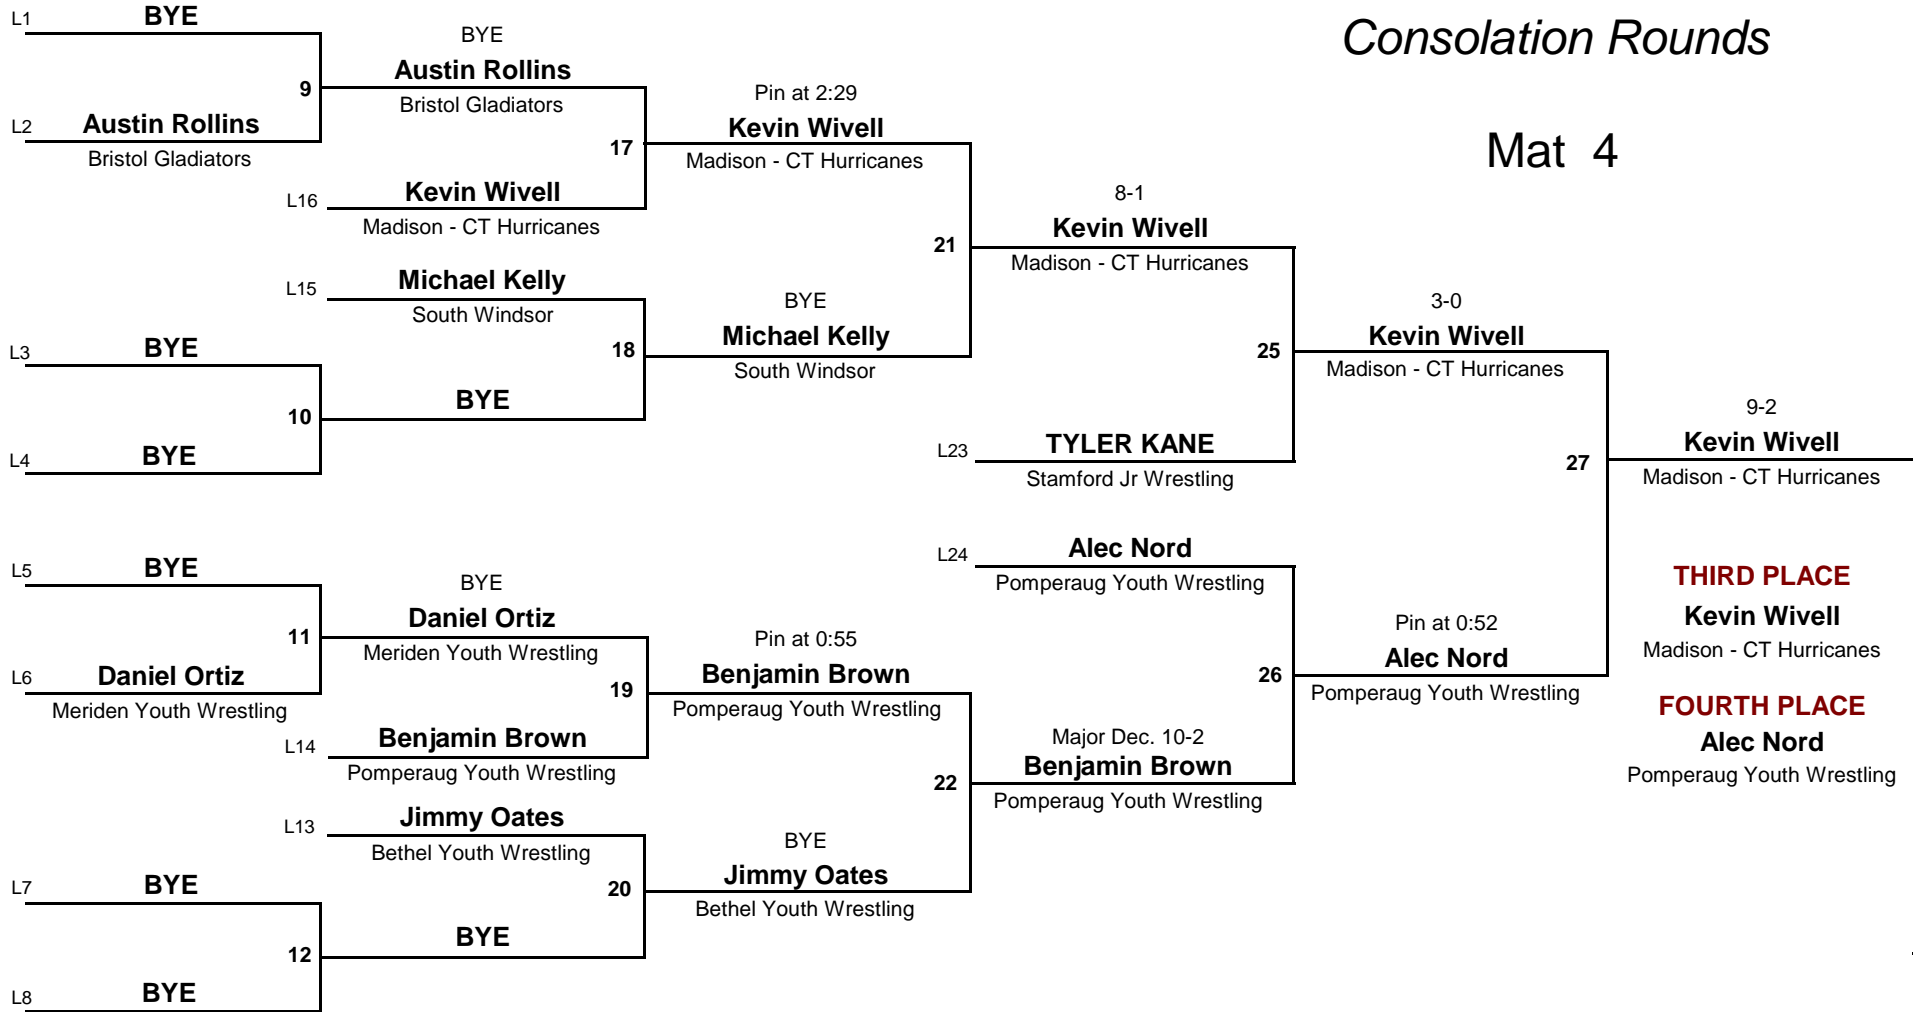 Consolation Rounds
Mat 4
L1
BYE
9
L2
Austin Rollins
Bristol Gladiators
BYE
Austin Rollins
Bristol Gladiators
17
L16
Kevin Wivell
Madison - CT Hurricanes
Pin at 2:29
Kevin Wivell
Madison - CT Hurricanes
21
L15
Michael Kelly
South Windsor
18
L3
BYE
10
L4
BYE
BYE
BYE
Michael Kelly
South Windsor
8-1
Kevin Wivell
Madison - CT Hurricanes
25
L23
TYLER KANE
Stamford Jr Wrestling
3-0
Kevin Wivell
Madison - CT Hurricanes
27
9-2
Kevin Wivell
Madison - CT Hurricanes
L5
BYE
11
L6
Daniel Ortiz
Meriden Youth Wrestling
BYE
Daniel Ortiz
Meriden Youth Wrestling
19
L14
Benjamin Brown
Pomperaug Youth Wrestling
Pin at 0:55
Benjamin Brown
Pomperaug Youth Wrestling
22
L13
Jimmy Oates
Bethel Youth Wrestling
20
L7
BYE
12
L8
BYE
BYE
BYE
Jimmy Oates
Bethel Youth Wrestling
L24
Alec Nord
Pomperaug Youth Wrestling
26
Major Dec. 10-2
Benjamin Brown
Pomperaug Youth Wrestling
Pin at 0:52
Alec Nord
Pomperaug Youth Wrestling
THIRD PLACE
Kevin Wivell
Madison - CT Hurricanes
FOURTH PLACE
Alec Nord
Pomperaug Youth Wrestling